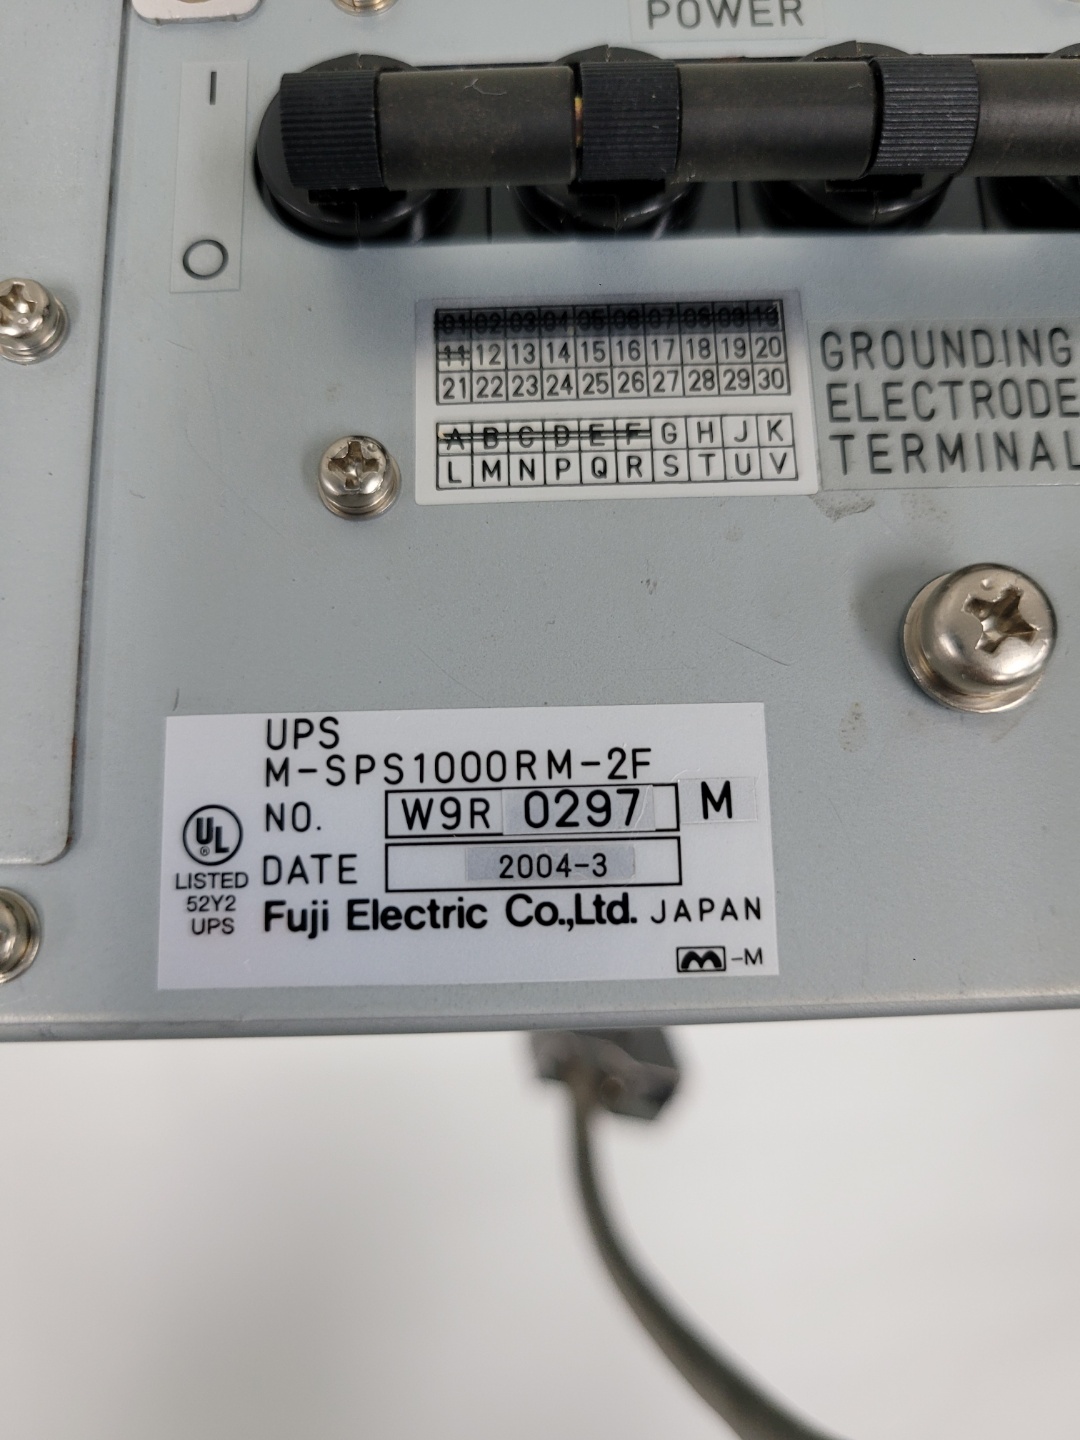 POWER
I
O
01 02 03 04 05 06 07 08 09 10
11 12 13 14 15 16 17 18 19 20
21 22 23 24 25 26 27 28 29 30
A B C D E F G H J K
L M N P Q R S T U V
GROUNDING
ELECTRODE
TERMINAL
UPS
M-SPS1000RM-2F
NO. W9R 0297 M
DATE 2004-3
Fuji Electric Co.,Ltd. JAPAN
UL
®
LISTED
52Y2
UPS
-M